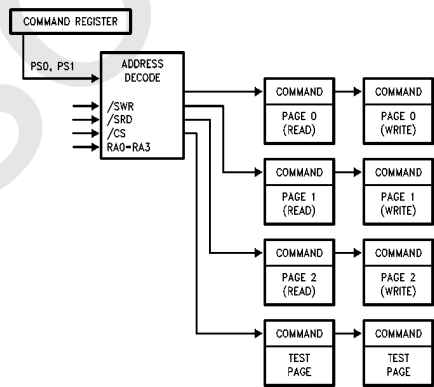 COMMAND REGISTER
PS0, PS1
ADDRESS
DECODE
/SWR
/SRD
/CS
RA0-RA3
COMMAND
PAGE 0
(READ)
COMMAND
PAGE 0
(WRITE)
COMMAND
PAGE 1
(READ)
COMMAND
PAGE 1
(WRITE)
COMMAND
PAGE 2
(READ)
COMMAND
PAGE 2
(WRITE)
COMMAND
TEST
PAGE
COMMAND
TEST
PAGE